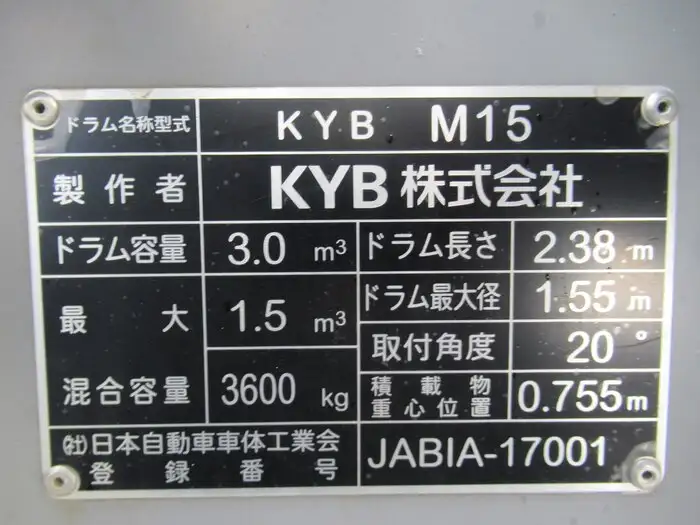 ドラム名称型式 KYB M15
製作者 KYB株式会社
ドラム容量 3.0 m³ ドラム長さ 2.38 m
最大混合容量 1.5 m³ ドラム最大径 1.55 m
取付角度 20°
3600 kg 積載物重心位置 0.755m
(社)日本自動車車体工業会
登録番号 JABIA-17001